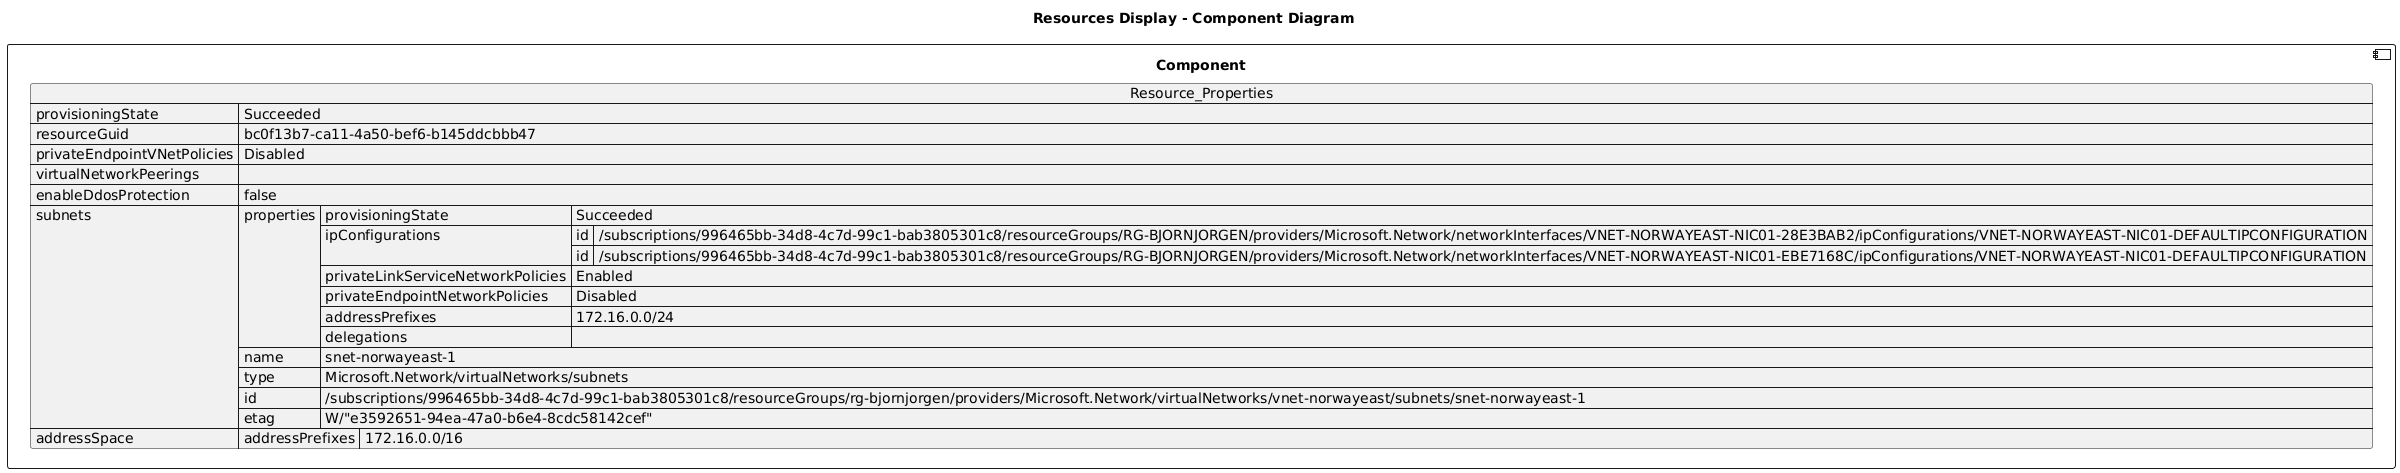 Resources Display - Component Diagram
Component
Resource_Properties
provisioningState Succeeded
resourceGuid bc0f13b7-ca11-4a50-bef6-b145ddcbbb47
privateEndpointVNetPolicies Disabled
virtualNetworkPeerings
enableDdosProtection false
subnets properties provisioningState Succeeded
ipConfigurations id /subscriptions/996465bb-34d8-4c7d-99c1-bab3805301c8/resourceGroups/RG-BJORNJORGEN/providers/Microsoft.Network/networkInterfaces/VNET-NORWAYEAST-NIC01-28E3BAB2/ipConfigurations/VNET-NORWAYEAST-NIC01-DEFAULTIPCONFIGURATION
id /subscriptions/996465bb-34d8-4c7d-99c1-bab3805301c8/resourceGroups/RG-BJORNJORGEN/providers/Microsoft.Network/networkInterfaces/VNET-NORWAYEAST-NIC01-EBE7168C/ipConfigurations/VNET-NORWAYEAST-NIC01-DEFAULTIPCONFIGURATION
privateLinkServiceNetworkPolicies Enabled
privateEndpointNetworkPolicies Disabled
addressPrefixes 172.16.0.0/24
delegations
name snet-norwayeast-1
type Microsoft.Network/virtualNetworks/subnets
id /subscriptions/996465bb-34d8-4c7d-99c1-bab3805301c8/resourceGroups/rg-bjornjorgen/providers/Microsoft.Network/virtualNetworks/vnet-norwayeast/subnets/snet-norwayeast-1
etag W/"e3592651-94ea-47a0-b6e4-8cdc58142cef"
addressSpace addressPrefixes 172.16.0.0/16